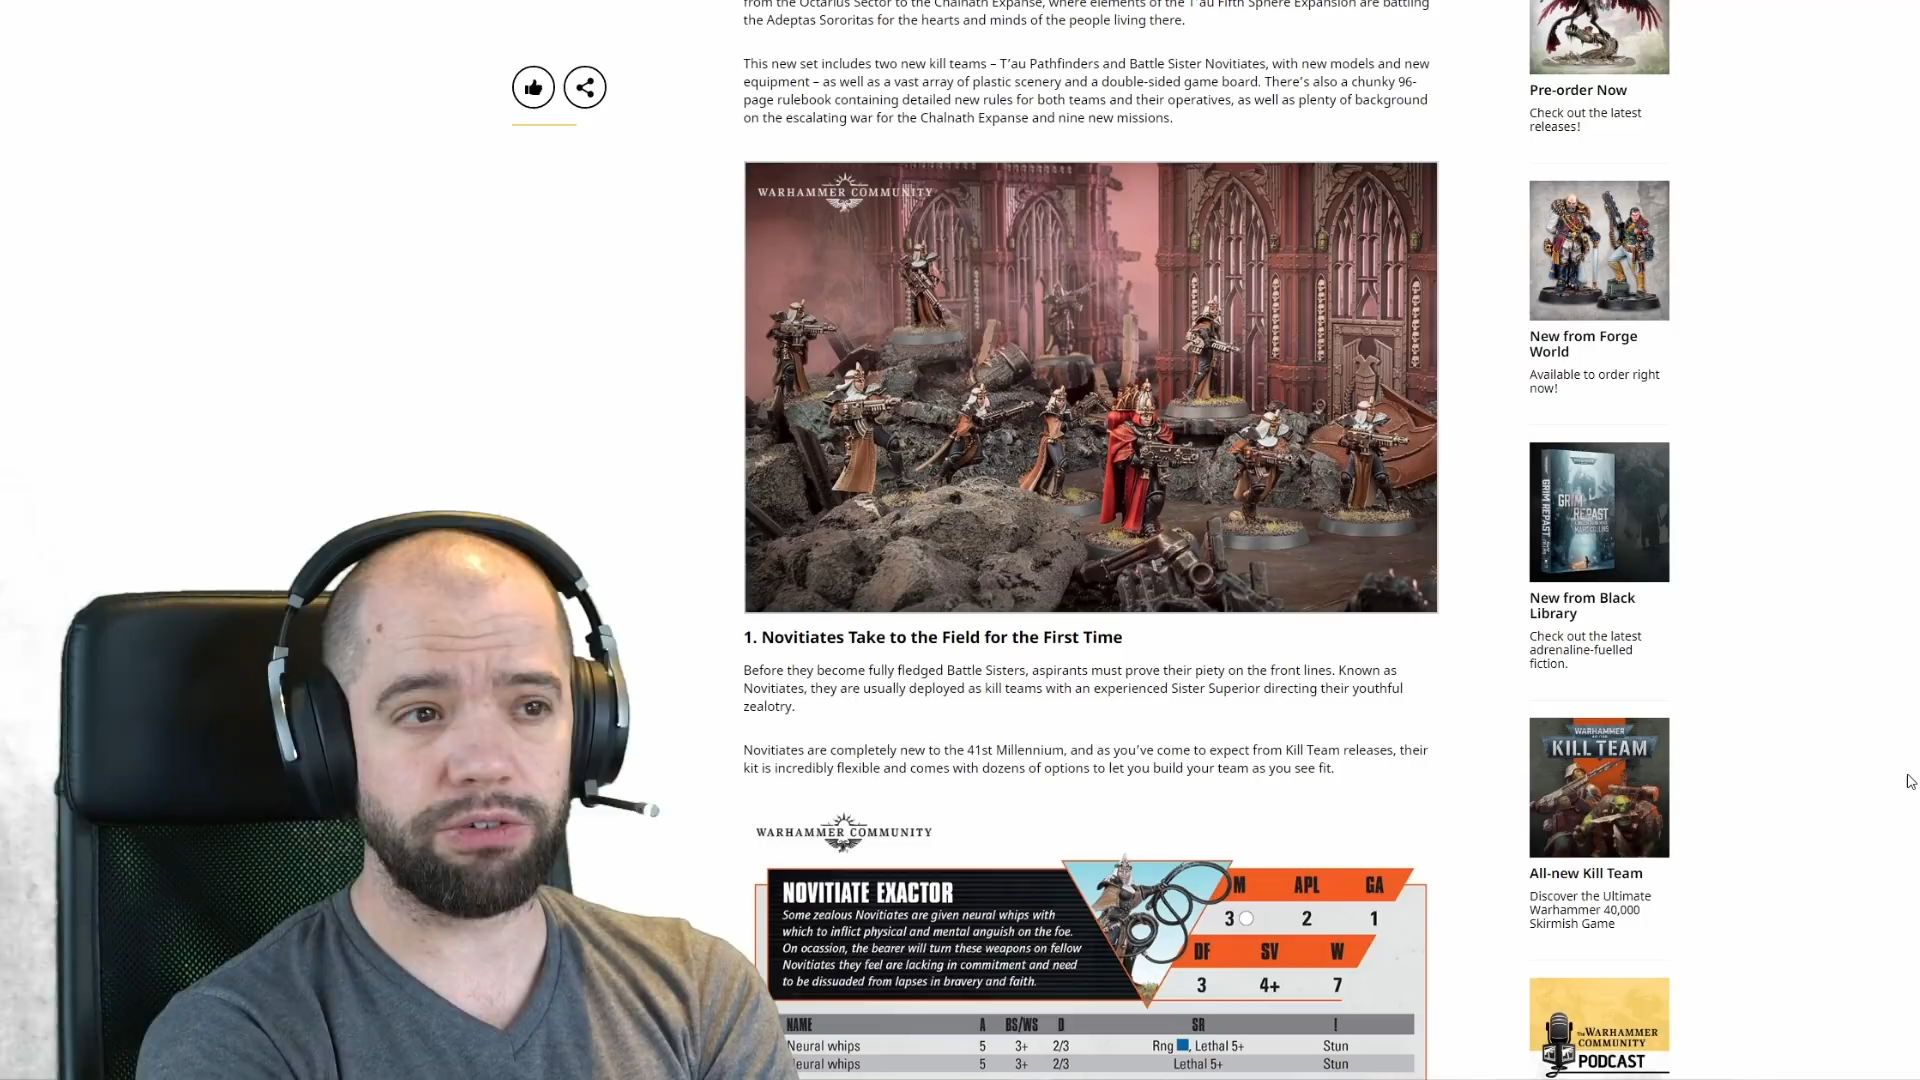 from the Octarius Sector to the Chalnath Expanse, where elements of the T'au Fifth Sphere Expansion are battling
the Adeptas Sororitas for the hearts and minds of the people living there.
This new set includes two new kill teams – T'au Pathfinders and Battle Sister Novitiates, with new models and new
equipment – as well as a vast array of plastic scenery and a double-sided game board. There's also a chunky 96-
page rulebook containing detailed new rules for both teams and their operatives, as well as plenty of background
on the escalating war for the Chalnath Expanse and nine new missions.
WARHAMMER COMMUNITY
1. Novitiates Take to the Field for the First Time
Before they become fully fledged Battle Sisters, aspirants must prove their piety on the front lines. Known as
Novitiates, they are usually deployed as kill teams with an experienced Sister Superior directing their youthful
zealotry.
Novitiates are completely new to the 41st Millennium, and as you've come to expect from Kill Team releases, their
kit is incredibly flexible and comes with dozens of options to let you build your team as you see fit.
WARHAMMER COMMUNITY
NOVITIATE EXACTOR
Some zealous Novitiates are given neural whips with
which to inflict physical and mental anguish on the foe.
On ocassion, the bearer will turn these weapons on fellow
Novitiates they feel are lacking in commitment and need
to be dissuaded from lapses in bravery and faith.
M APL GA
3 2 1
DF SV W
3 4+ 7
NAME A BS/WS D SR !
Neural whips 5 3+ 2/3 Rng , Lethal 5+ Stun
Neural whips 5 3+ 2/3 Lethal 5+ Stun
Pre-order Now
Check out the latest
releases!
New from Forge
World
Available to order right
now!
GRIM
REPAST
GRIM REPAST
New from Black
Library
Check out the latest
adrenaline-fuelled
fiction.
WARHAMMER
KILL TEAM
All-new Kill Team
Discover the Ultimate
Warhammer 40,000
Skirmish Game
The WARHAMMER
COMMUNITY
PODCAST